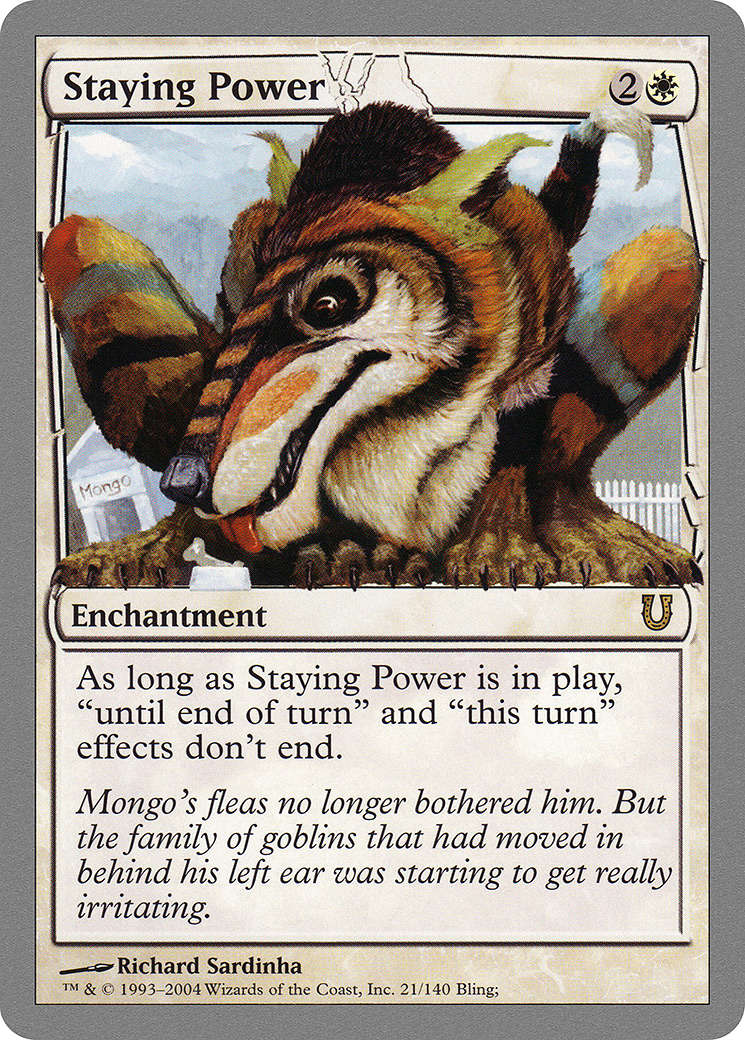 Staying Power
2
Mongo
Enchantment
As long as Staying Power is in play,
“until end of turn” and “this turn”
effects don’t end.
Mongo’s fleas no longer bothered him. But
the family of goblins that had moved in
behind his left ear was starting to get really
irritating.
Richard Sardinha
™ & © 1993–2004 Wizards of the Coast, Inc. 21/140 Bling;